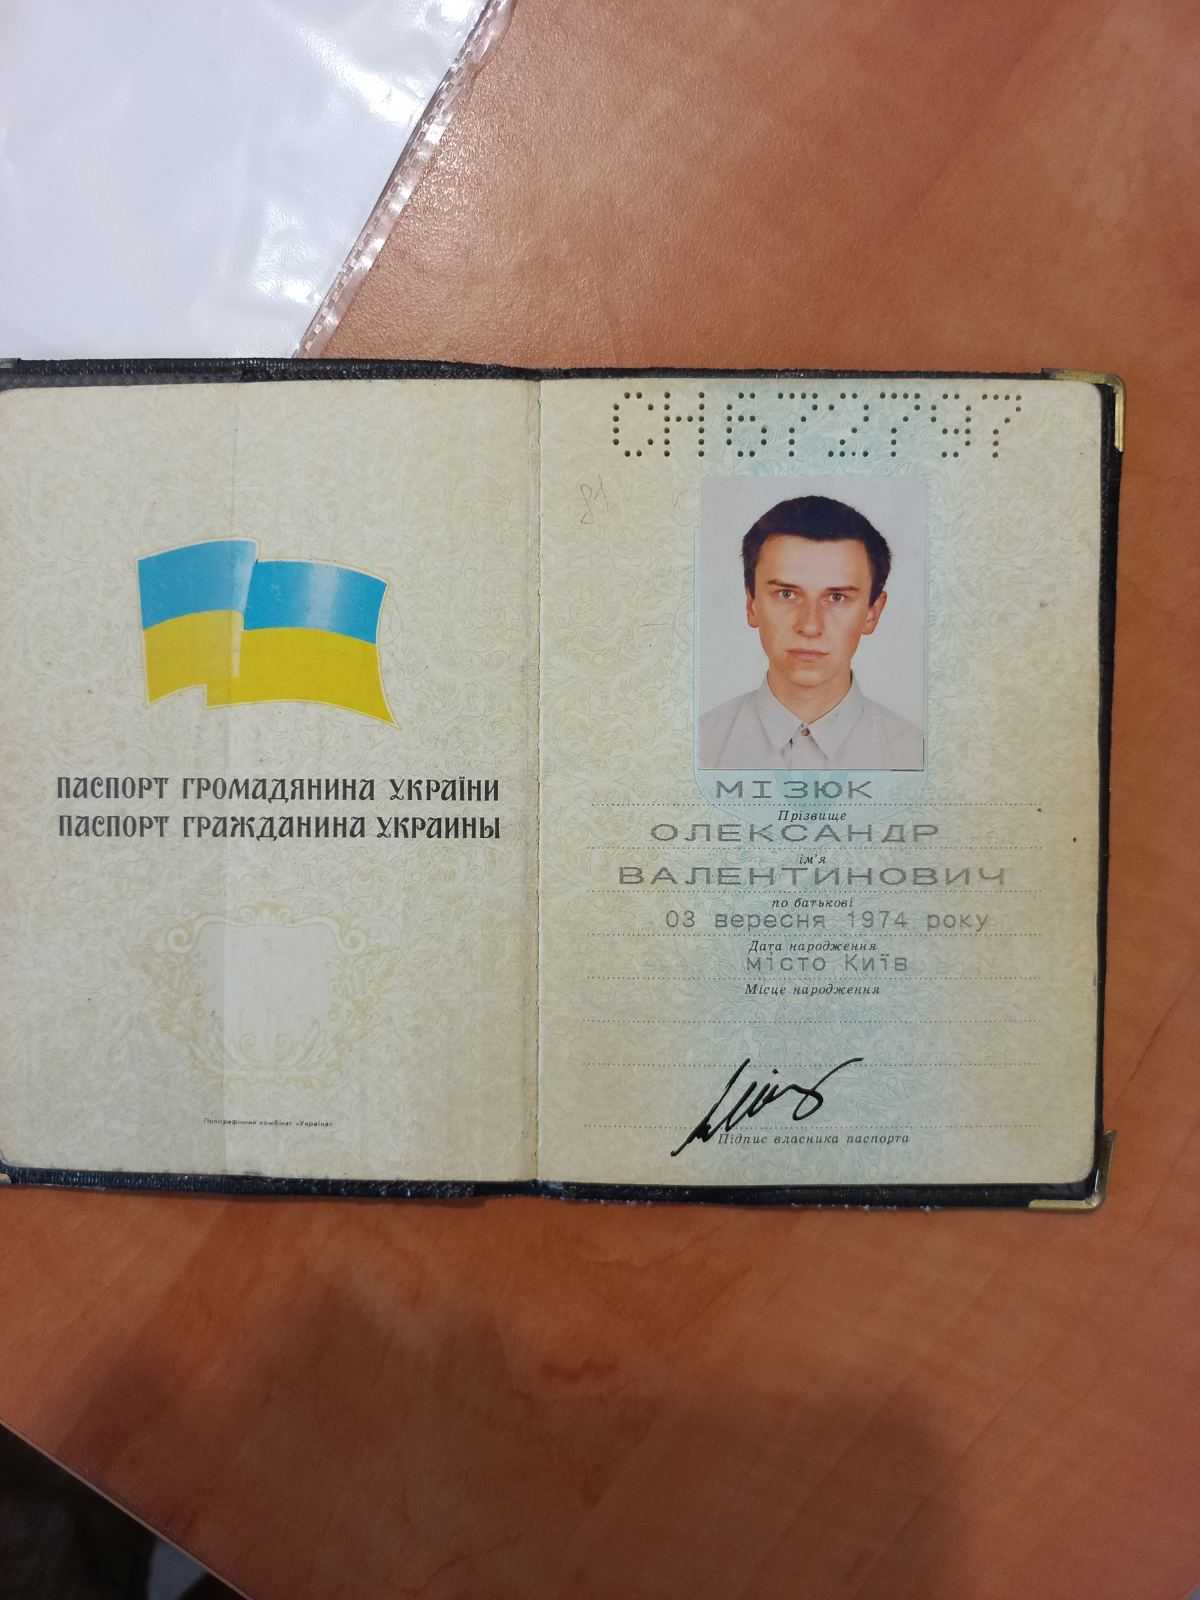 ПАСПОРТ ГРОМАДЯНИНА УКРАЇНИ
ПАСПОРТ ГРАЖДАНИНА УКРАИНЫ
Поліграфічний комбінат «Україна»
СН672797
81
МІЗЮК
Прізвище
ОЛЕКСАНДР
ім'я
ВАЛЕНТИНОВИЧ
по батькові
03 вересня 1974 року
Дата народження
місто Київ
Місце народження
Підпис власника паспорта